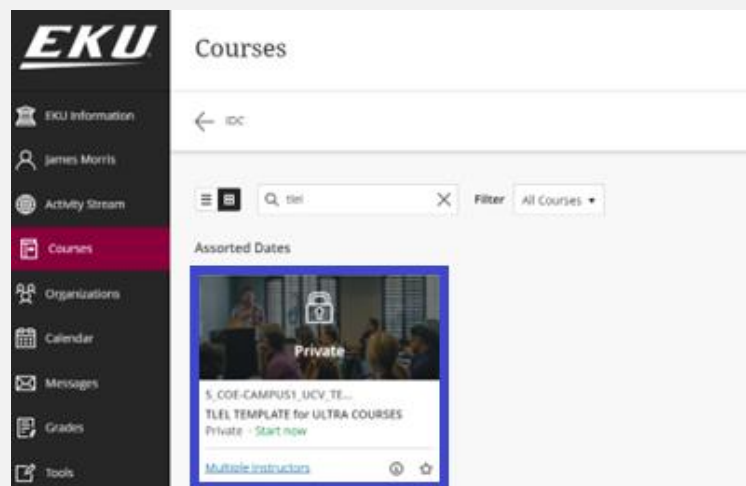 EKU
EKU Information
James Morris
Activity Stream
Courses
Organizations
Calendar
Messages
Grades
Tools
Courses
IDC
tlel
Filter
All Courses
Assorted Dates
Private
S_COE-CAMPUS1_UCV_TE...
TLEL TEMPLATE for ULTRA COURSES
Private - Start now
Multiple Instructors